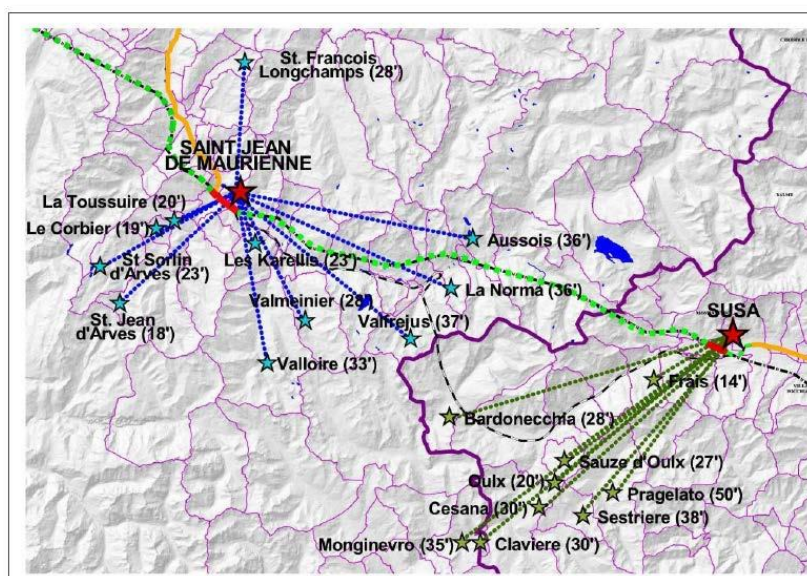 St. Francois
Longchamps (28')
SAINT JEAN
DE MAURIENNE
La Toussuire (20')
Le Corbier (19')
St Sorlin
d'Arves (23')
St. Jean
d'Arves (18')
Les Karellis (23')
Aussois (36')
La Norma (36')
Valmeinier (28')
Valfrejus (37')
Valloire (33')
SUSA
Frais (14')
Bardonecchia (28')
Sauze d'Oulx (27')
Oulx (20')
Pragelato (50')
Cesana (30')
Sestriere (38')
Monginevro (35')
Claviere (30')